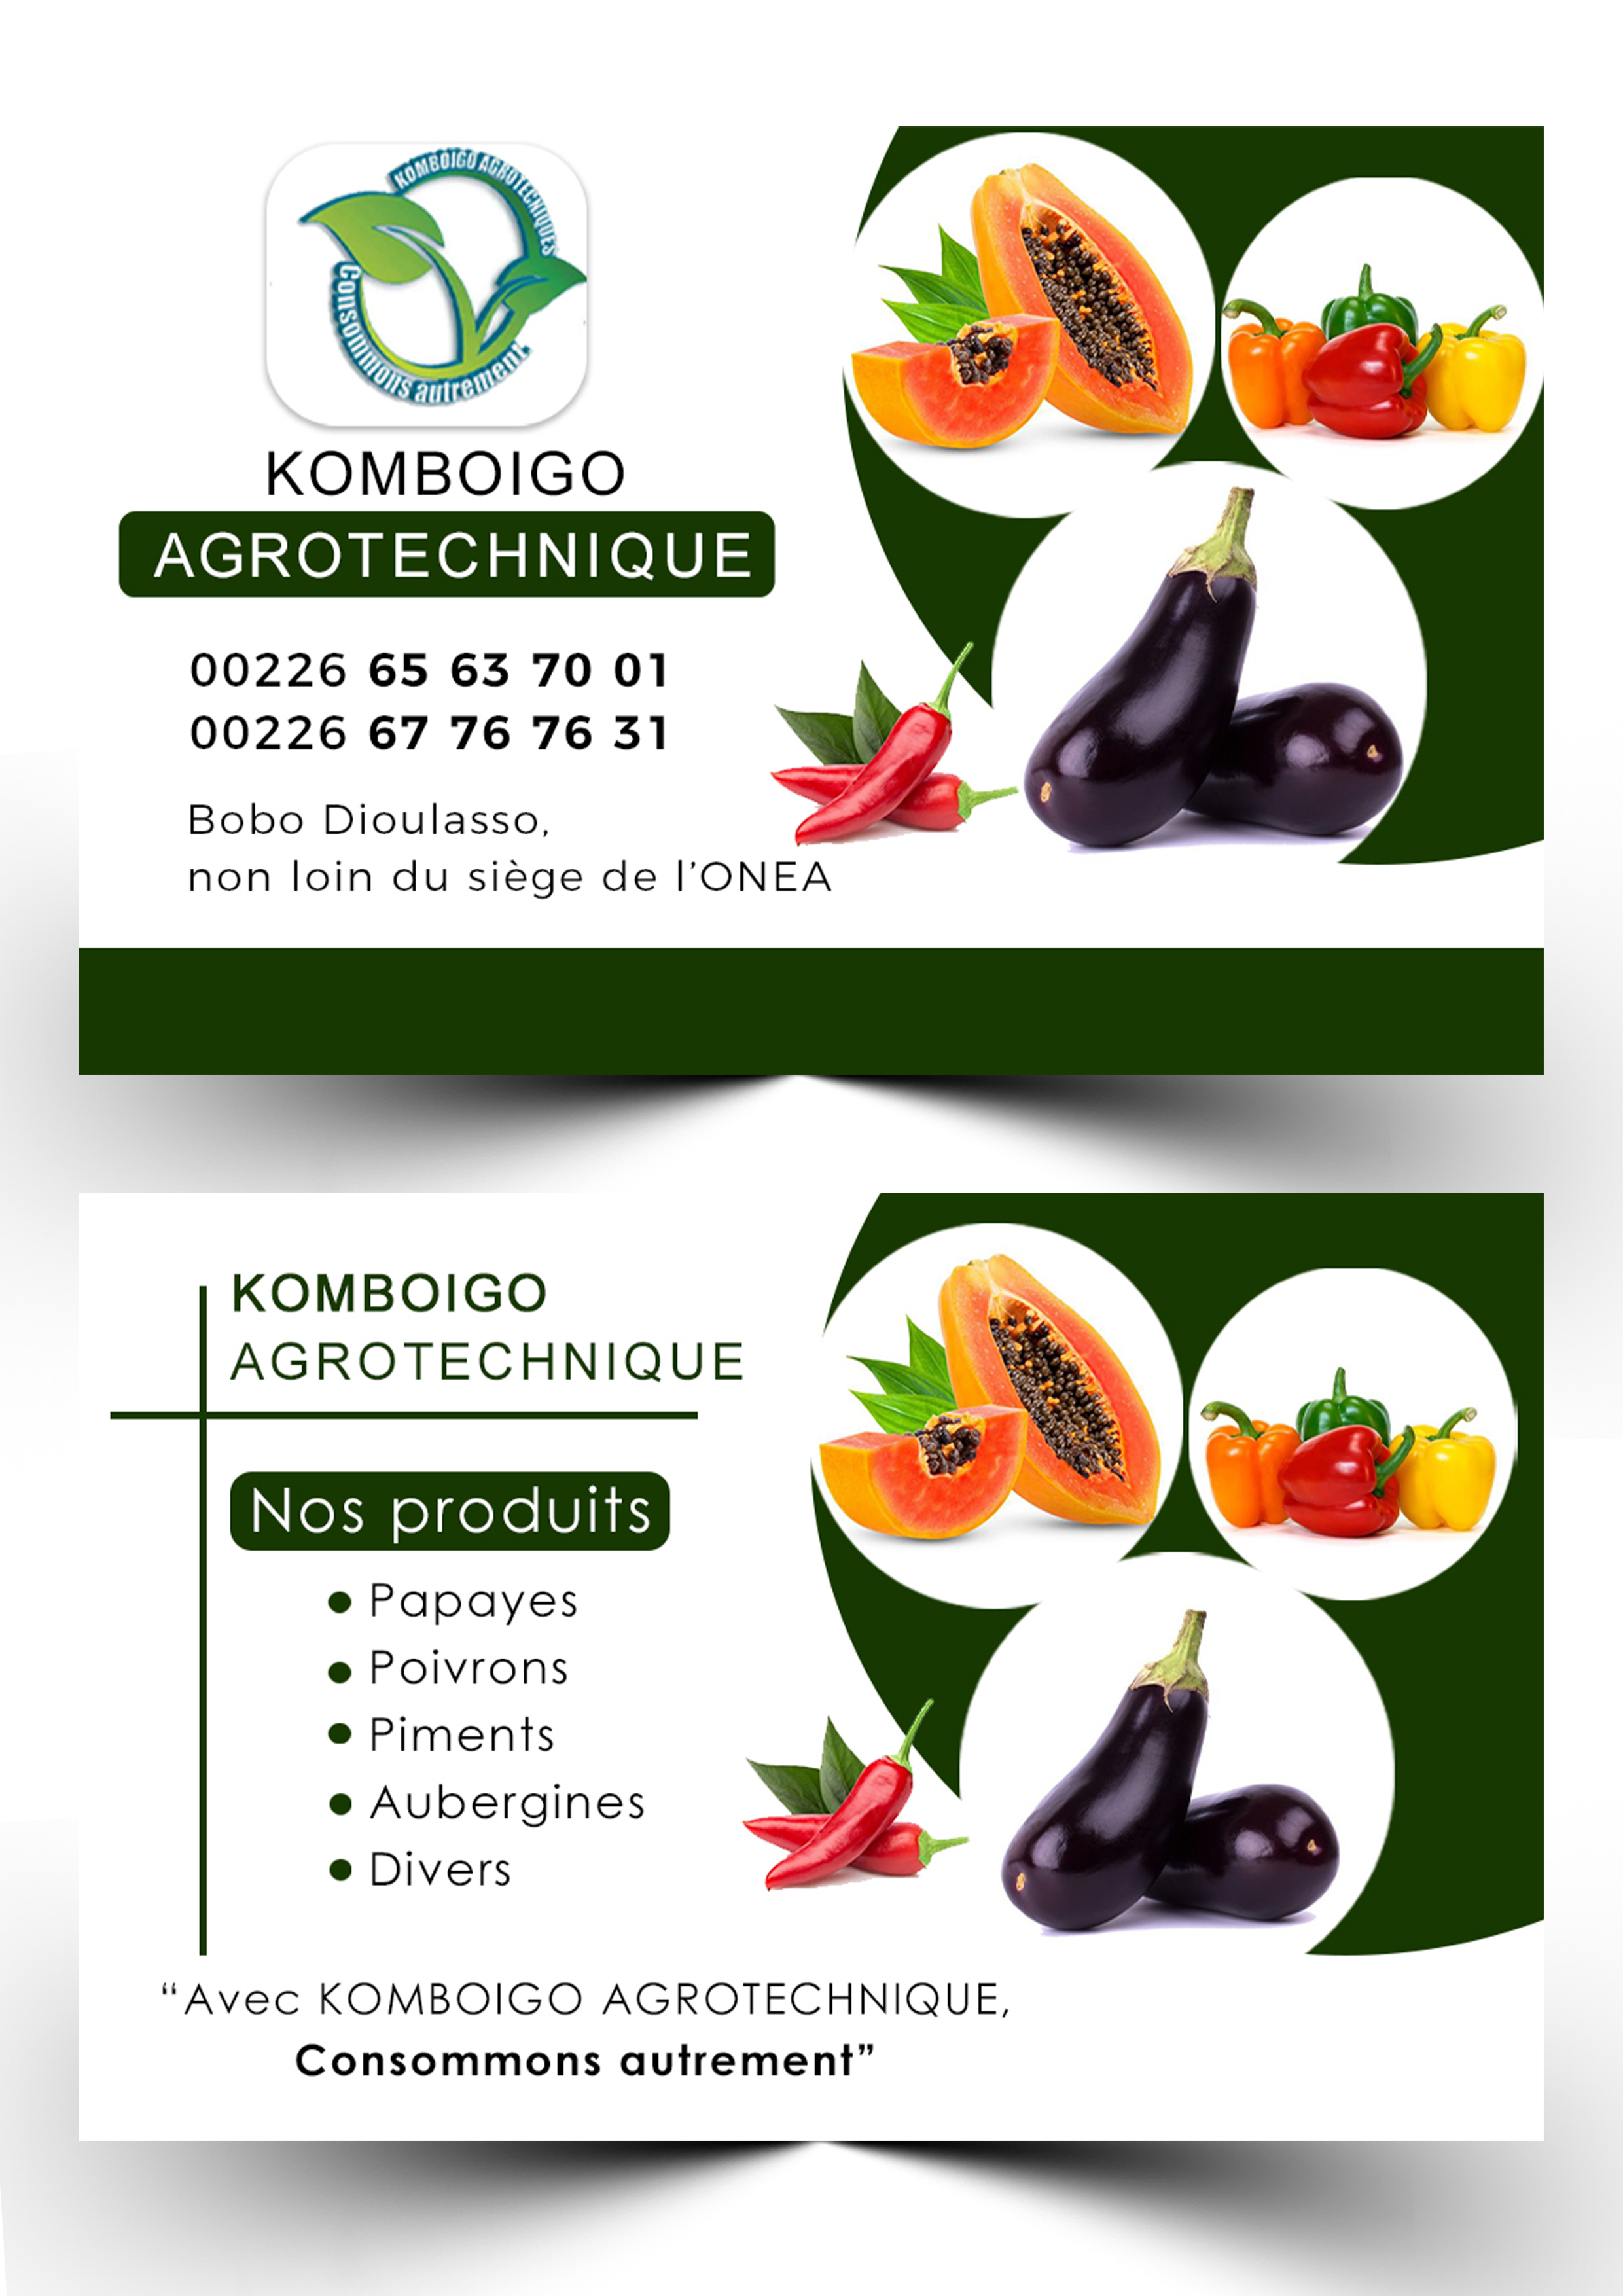 KOMBOIGO AGROTECHNIQUES
Consommons autrement.
KOMBOIGO
AGROTECHNIQUE
00226 65 63 70 01
00226 67 76 76 31
Bobo Dioulasso,
non loin du siège de l’ONEA
KOMBOIGO
AGROTECHNIQUE
Nos produits
• Papayes
• Poivrons
• Piments
• Aubergines
• Divers
“Avec KOMBOIGO AGROTECHNIQUE,
Consommons autrement”